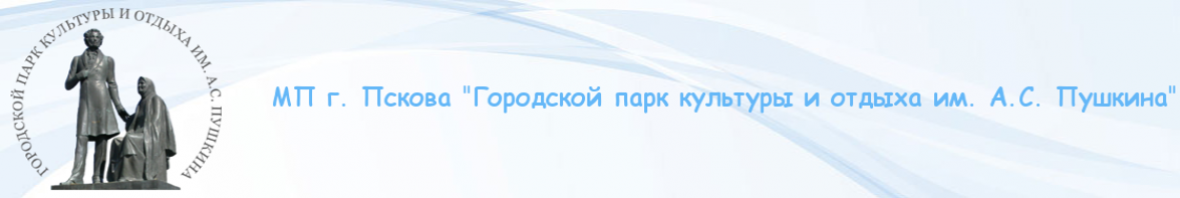 ГОРОДСКОЙ ПАРК КУЛЬТУРЫ И ОТДЫХА ИМ. А.С. ПУШКИНА
МП г. Пскова "Городской парк культуры и отдыха им. А.С. Пушкина"